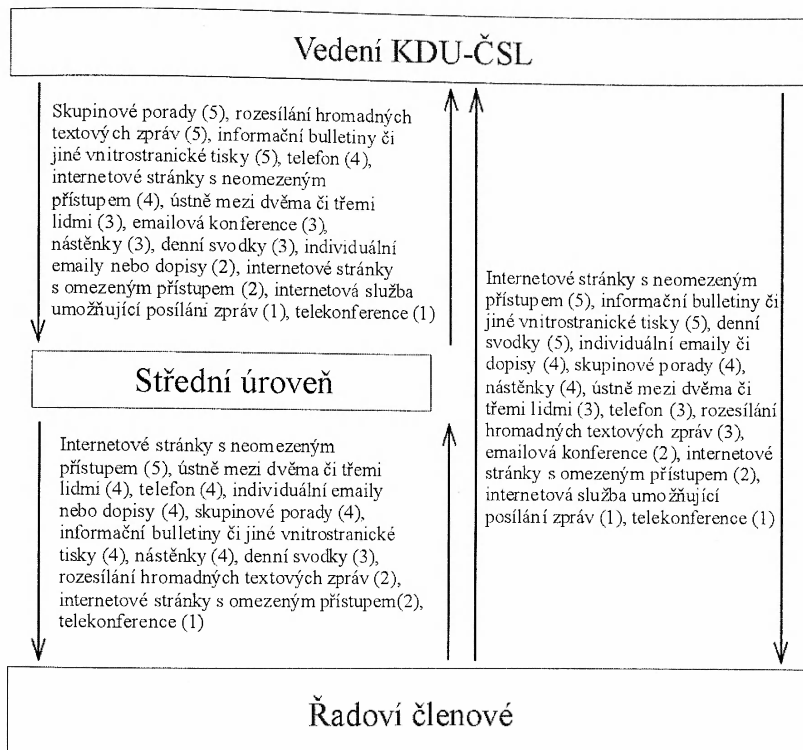 Vedení KDU-ČSL
Skupinové porady (5), rozesílání hromadných
textových zpráv (5), informační bulletiny či
jiné vnitrostranické tisky (5), telefon (4),
internetové stránky s neomezeným
přístupem (4), ústně mezi dvěma či třemi
lidmi (3), emailová konference (3),
nástěnky (3), denní svodky (3), individuální
emaily nebo dopisy (2), internetové stránky
s omezeným přístupem (2), internetová služba
umožňující posíláni zpráv (1), telekonference (1)
Střední úroveň
Internetové stránky s neomezeným
přístupem (5), ústně mezi dvěma či třemi
lidmi (4), telefon (4), individuální emaily
nebo dopisy (4), skupinové porady (4),
informační bulletiny či jiné vnitrostranické
tisky (4), nástěnky (4), denní svodky (3),
rozesílání hromadných textových zpráv (2),
internetové stránky s omezeným přístupem(2),
telekonference (1)
Internetové stránky s neomezeným
přístupem (5), informační bulletiny či
jiné vnitrostranické tisky (5), denní
svodky (5), individuální emaily či
dopisy (4), skupinové porady (4),
nástěnky (4), ústně mezi dvěma či
třemi lidmi (3), telefon (3), rozesílání
hromadných textových zpráv (3),
emailová konference (2), internetové
stránky s omezeným přístupem (2),
internetová služba umožňující
posílání zpráv (1), telekonference (1)
Řadoví členové